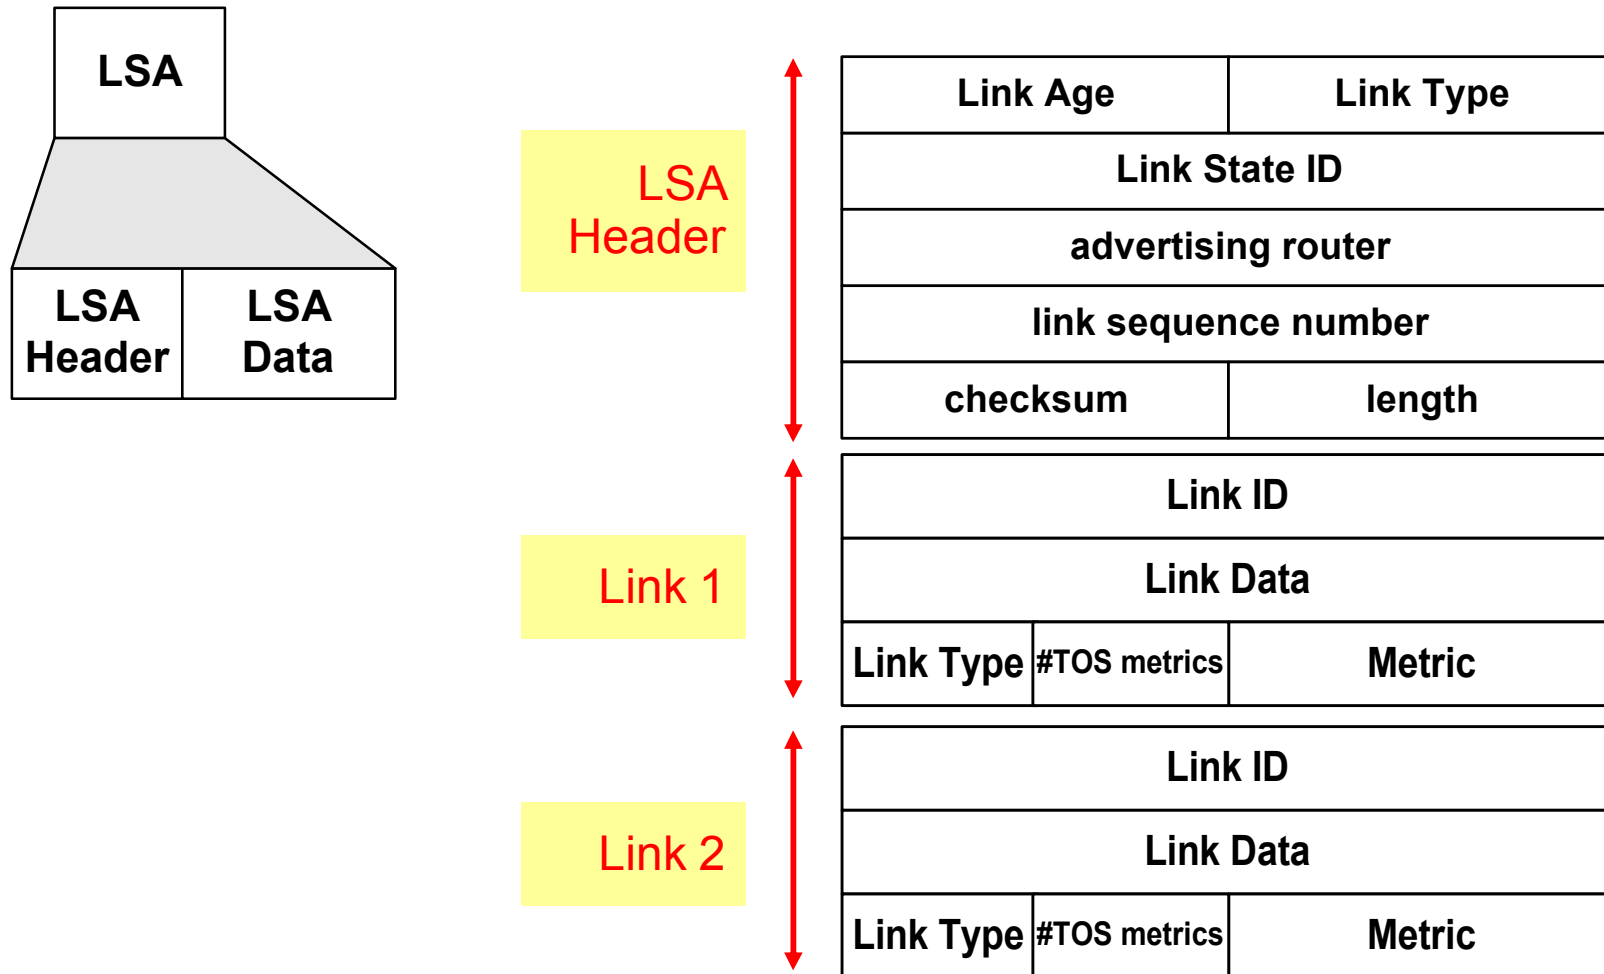 LSA
LSA
Header
LSA
Data
LSA
Header
Link Age
Link Type
Link State ID
advertising router
link sequence number
checksum
length
Link 1
Link ID
Link Data
Link Type
#TOS metrics
Metric
Link 2
Link ID
Link Data
Link Type
#TOS metrics
Metric